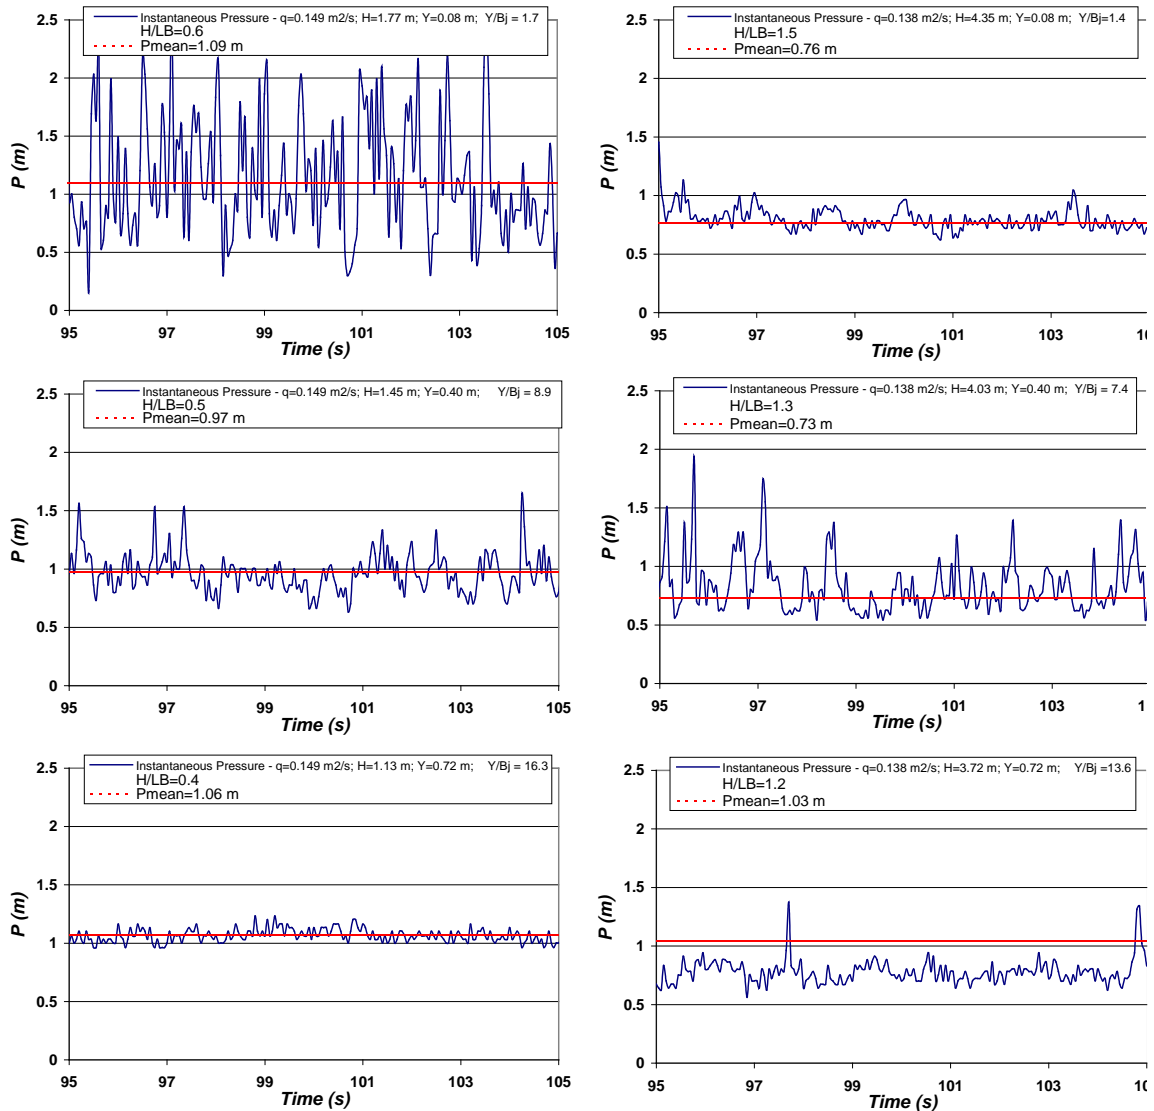 Instantaneous Pressure - q=0.149 m2/s; H=1.77 m; Y=0.08 m; Y/Bj = 1.7
H/LB=0.6
Pmean=1.09 m
2.5
2
1.5
1
0.5
0
P (m)
95 97 99 101 103 105
Time (s)
Instantaneous Pressure - q=0.138 m2/s; H=4.35 m; Y=0.08 m; Y/Bj=1.4
H/LB=1.5
Pmean=0.76 m
2.5
2
1.5
1
0.5
0
P (m)
95 97 99 101 103 10
Time (s)
Instantaneous Pressure - q=0.149 m2/s; H=1.45 m; Y=0.40 m; Y/Bj = 8.9
H/LB=0.5
Pmean=0.97 m
2.5
2
1.5
1
0.5
0
P (m)
95 97 99 101 103 105
Time (s)
Instantaneous Pressure - q=0.138 m2/s; H=4.03 m; Y=0.40 m; Y/Bj = 7.4
H/LB=1.3
Pmean=0.73 m
2.5
2
1.5
1
0.5
0
P (m)
95 97 99 101 103 1
Time (s)
Instantaneous Pressure - q=0.149 m2/s; H=1.13 m; Y=0.72 m; Y/Bj = 16.3
H/LB=0.4
Pmean=1.06 m
2.5
2
1.5
1
0.5
0
P (m)
95 97 99 101 103 105
Time (s)
Instantaneous Pressure - q=0.138 m2/s; H=3.72 m; Y=0.72 m; Y/Bj=13.6
H/LB=1.2
Pmean=1.03 m
2.5
2
1.5
1
0.5
0
P (m)
95 97 99 101 103 10
Time (s)